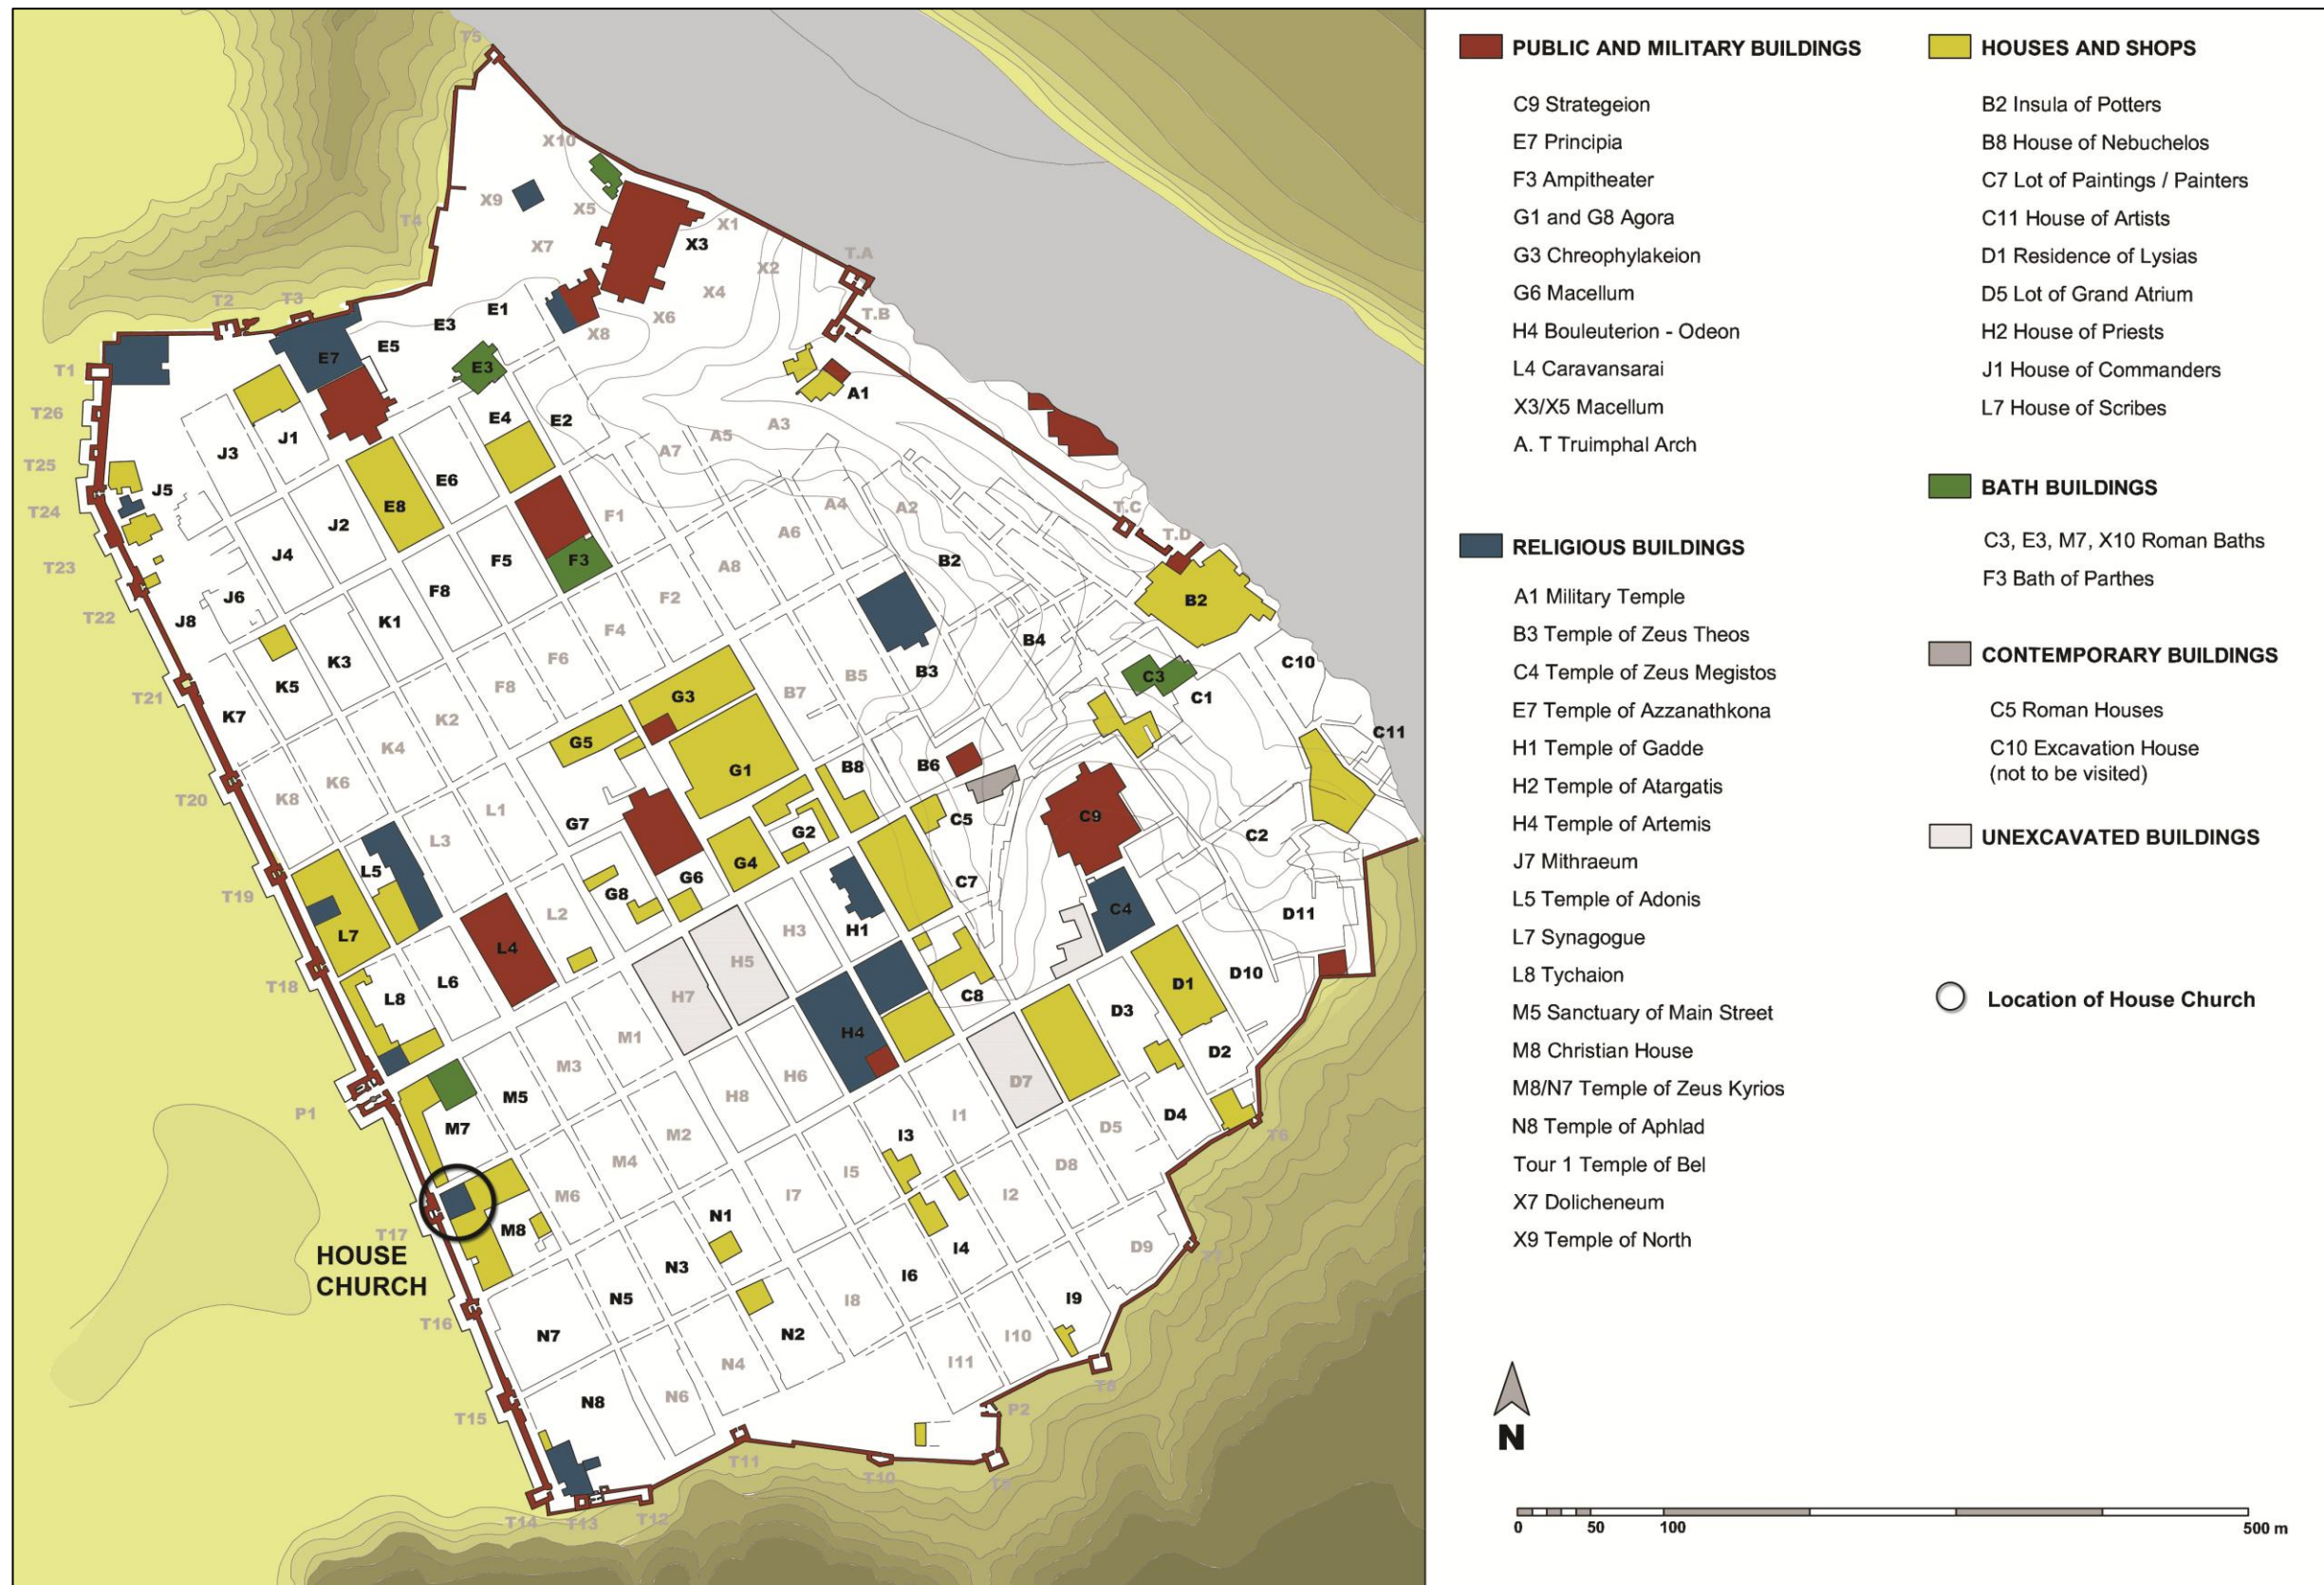 T5
X10
X9
X5
T4
X1
X7
X3
T.A
X2
X4
T2
T3
E1
T.B
E3
X6
X8
E5
E7
T1
E3
A1
T26
E4
E2
A3
J1
A5
J3
A7
T25
E6
J5
A4
E8
A2
T.C
T24
F1
J2
A6
T.D
J4
F5
F3
B2
T23
A8
F8
J6
F2
B2
T22
J8
K1
F4
B4
K3
F6
C10
B3
B5
C3
K5
F8
B7
G3
C1
T21
K7
K2
C11
G5
K4
B8
B6
G1
K6
T20
K8
L1
C5
C9
G7
G2
C2
L3
G4
L5
G6
C7
T19
G8
C4
L2
D11
H3
H1
L7
L4
H5
D10
L6
D1
T18
H7
C8
L8
D3
H4
M1
D2
M3
H6
D7
M5
H8
P1
I1
D4
M7
D5
M2
I3
T6
M4
D8
I5
M6
I7
I2
N1
M8
T17
D9
I4
HOUSE
CHURCH
N3
I6
N5
I9
I8
T16
N7
N2
I10
N4
I11
T8
N6
N8
P2
T15
T11
T10
T9
T14
T13
T12
PUBLIC AND MILITARY BUILDINGS
C9 Strategeion
E7 Principia
F3 Ampitheater
G1 and G8 Agora
G3 Chreophylakeion
G6 Macellum
H4 Bouleuterion - Odeon
L4 Caravansarai
X3/X5 Macellum
A. T Truimphal Arch
RELIGIOUS BUILDINGS
A1 Military Temple
B3 Temple of Zeus Theos
C4 Temple of Zeus Megistos
E7 Temple of Azzanathkona
H1 Temple of Gadde
H2 Temple of Atargatis
H4 Temple of Artemis
J7 Mithraeum
L5 Temple of Adonis
L7 Synagogue
L8 Tychaion
M5 Sanctuary of Main Street
M8 Christian House
M8/N7 Temple of Zeus Kyrios
N8 Temple of Aphlad
Tour 1 Temple of Bel
X7 Dolicheneum
X9 Temple of North
HOUSES AND SHOPS
B2 Insula of Potters
B8 House of Nebuchelos
C7 Lot of Paintings / Painters
C11 House of Artists
D1 Residence of Lysias
D5 Lot of Grand Atrium
H2 House of Priests
J1 House of Commanders
L7 House of Scribes
BATH BUILDINGS
C3, E3, M7, X10 Roman Baths
F3 Bath of Parthes
CONTEMPORARY BUILDINGS
C5 Roman Houses
C10 Excavation House
(not to be visited)
UNEXCAVATED BUILDINGS
Location of House Church
N
0 50 100 500 m